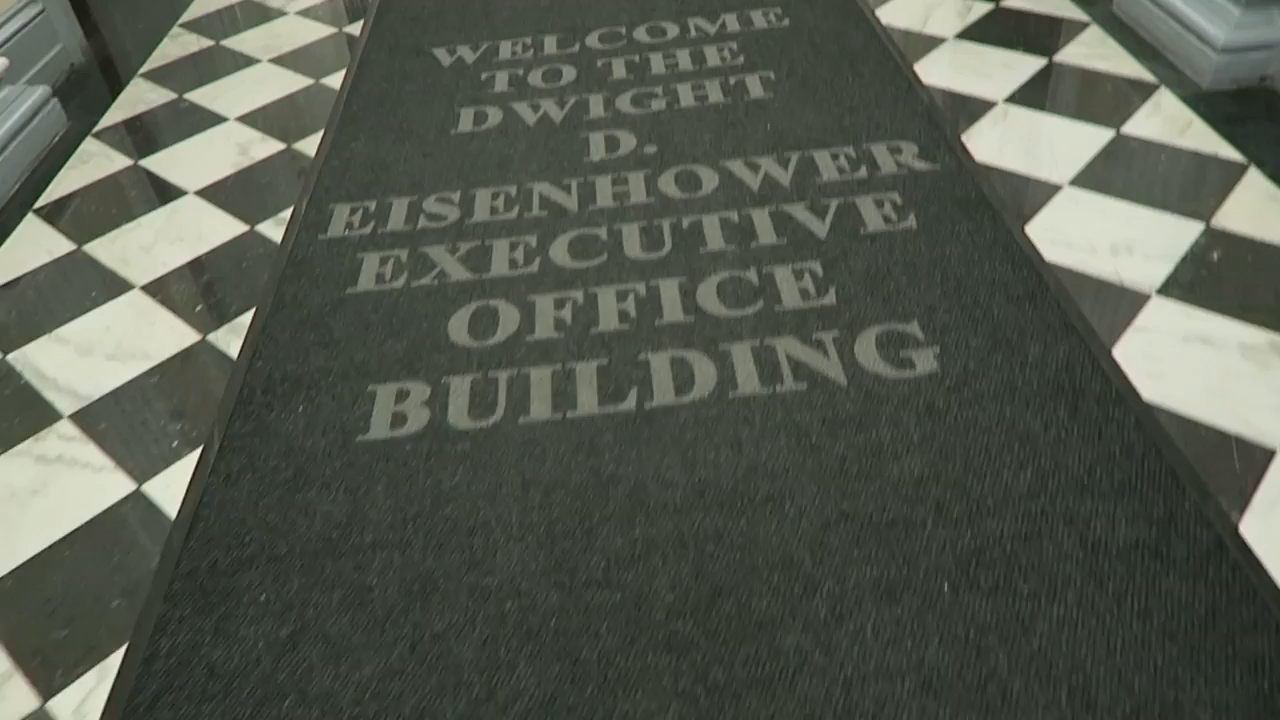 WELCOME
TO THE
DWIGHT
D.
EISENHOWER
EXECUTIVE
OFFICE
BUILDING